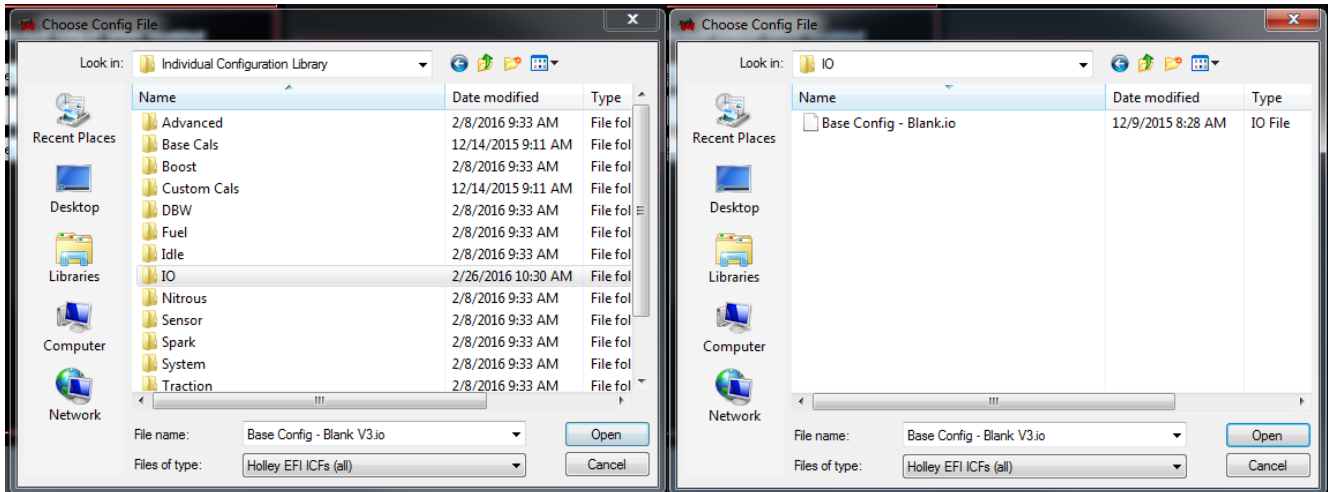 Choose Config File
x
Look in:
Individual Configuration Library
Name
Date modified
Type
Recent Places
Desktop
Libraries
Computer
Network
Advanced
2/8/2016 9:33 AM
File fol
Base Cals
12/14/2015 9:11 AM
File fol
Boost
2/8/2016 9:33 AM
File fol
Custom Cals
12/14/2015 9:11 AM
File fol
DBW
2/8/2016 9:33 AM
File fol
Fuel
2/8/2016 9:33 AM
File fol
Idle
2/8/2016 9:33 AM
File fol
IO
2/26/2016 10:30 AM
File fol
Nitrous
2/8/2016 9:33 AM
File fol
Sensor
2/8/2016 9:33 AM
File fol
Spark
2/8/2016 9:33 AM
File fol
System
2/8/2016 9:33 AM
File fol
Traction
2/8/2016 9:33 AM
File fol
File name:
Base Config - Blank V3.io
Open
Files of type:
Holley EFI ICFs (all)
Cancel
Choose Config File
x
Look in:
IO
Name
Date modified
Type
Recent Places
Desktop
Libraries
Computer
Network
Base Config - Blank.io
12/9/2015 8:28 AM
IO File
File name:
Base Config - Blank V3.io
Open
Files of type:
Holley EFI ICFs (all)
Cancel